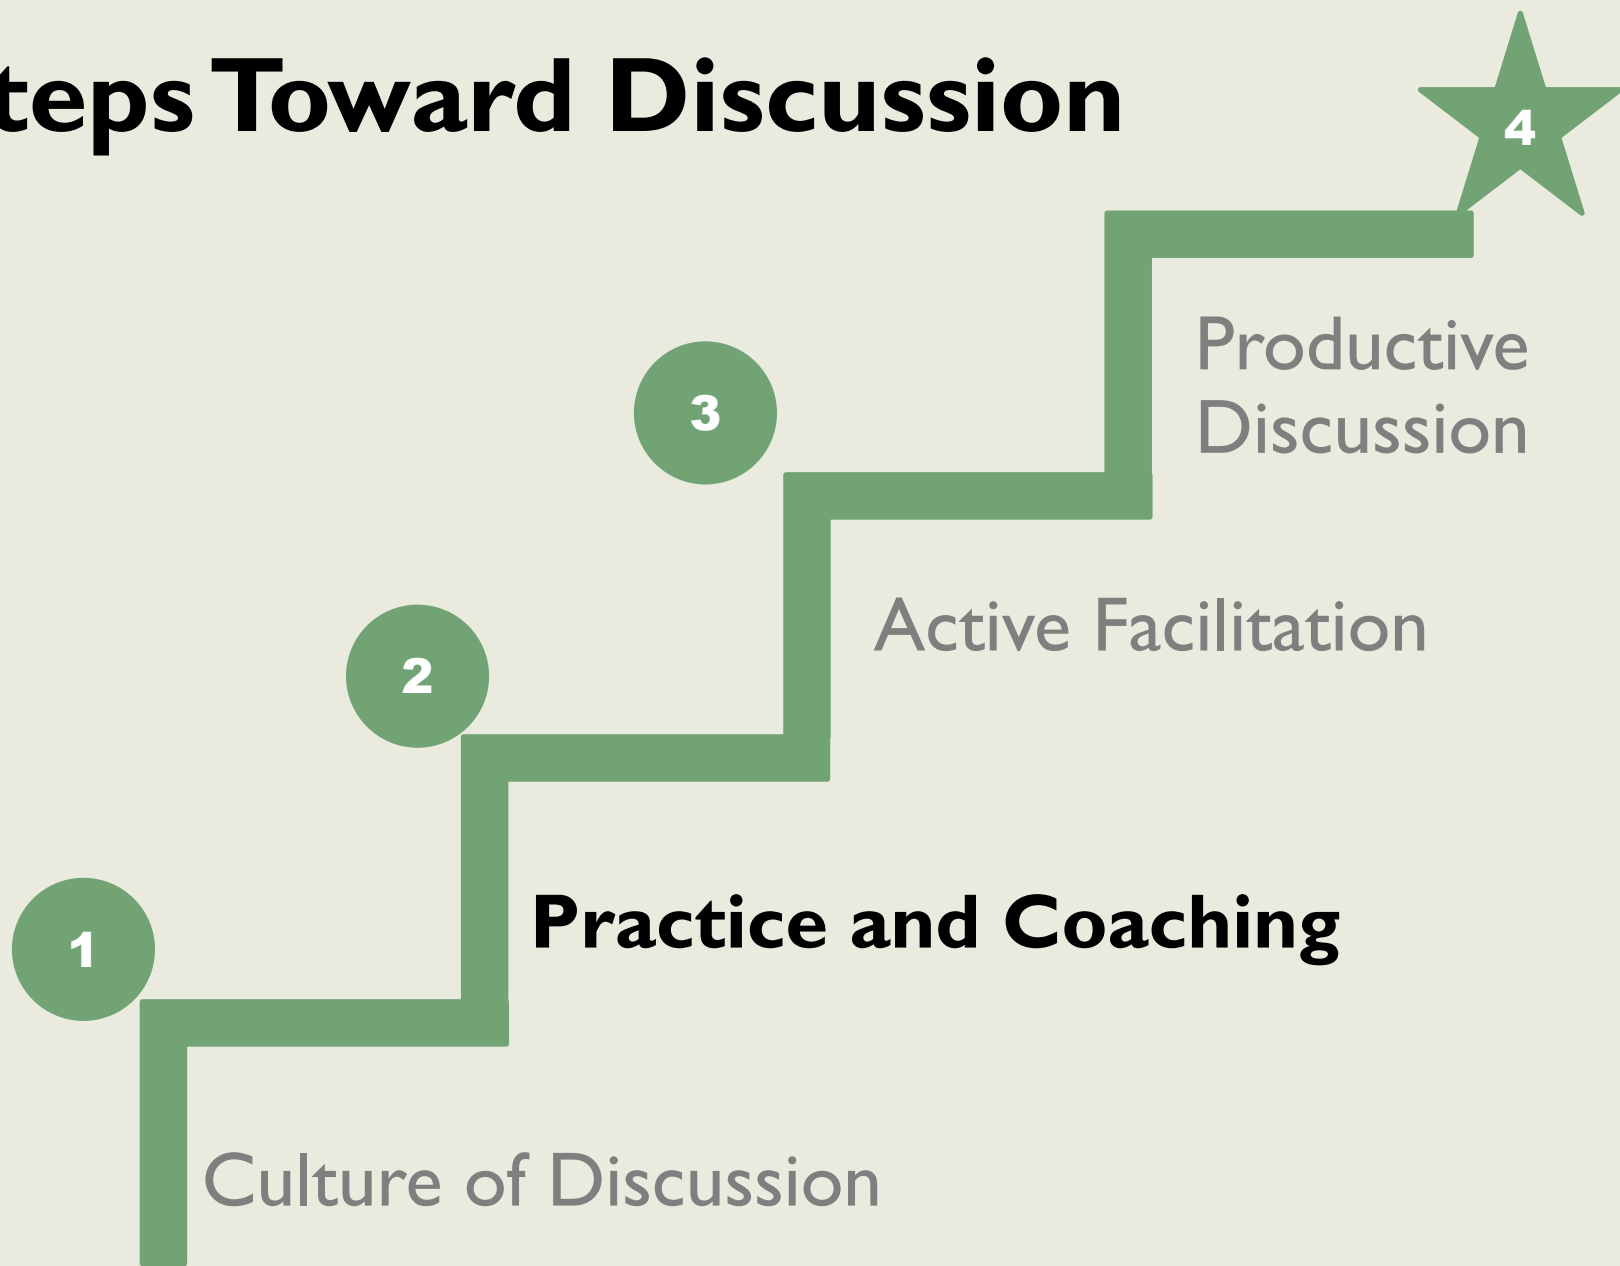 teps Toward Discussion
4
Productive
Discussion
3
Active Facilitation
2
Practice and Coaching
1
Culture of Discussion